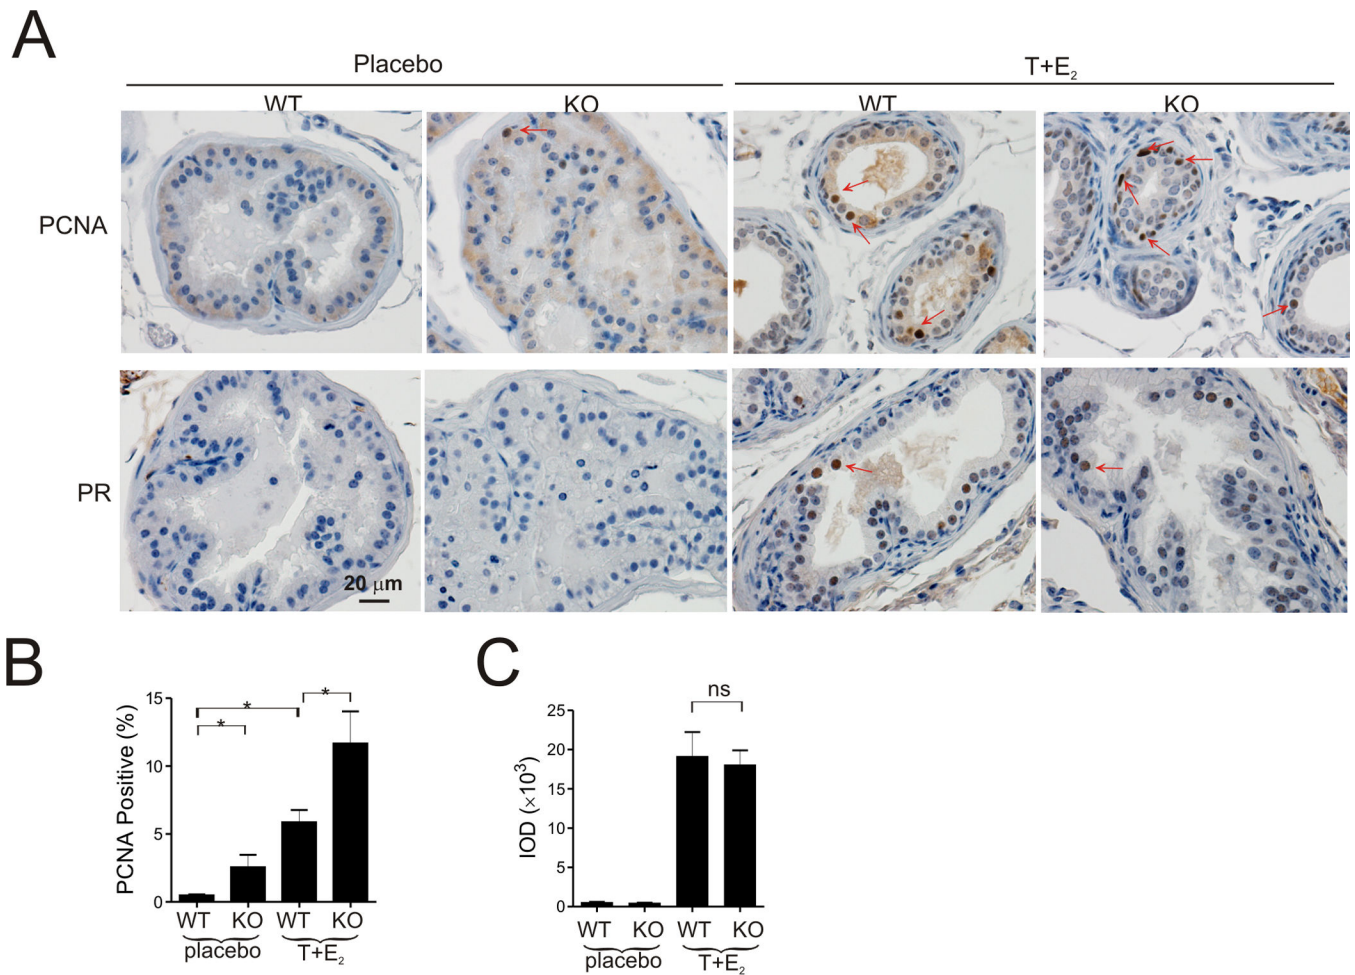 A
Placebo
T+E₂
WT
KO
WT
KO
PCNA
PR
20 μm
B
PCNA Positive (%)
15
10
5
0
*
*
*
WT
KO
WT
KO
placebo
T+E₂
C
IOD (×10³)
25
20
15
10
5
0
ns
WT
KO
WT
KO
placebo
T+E₂